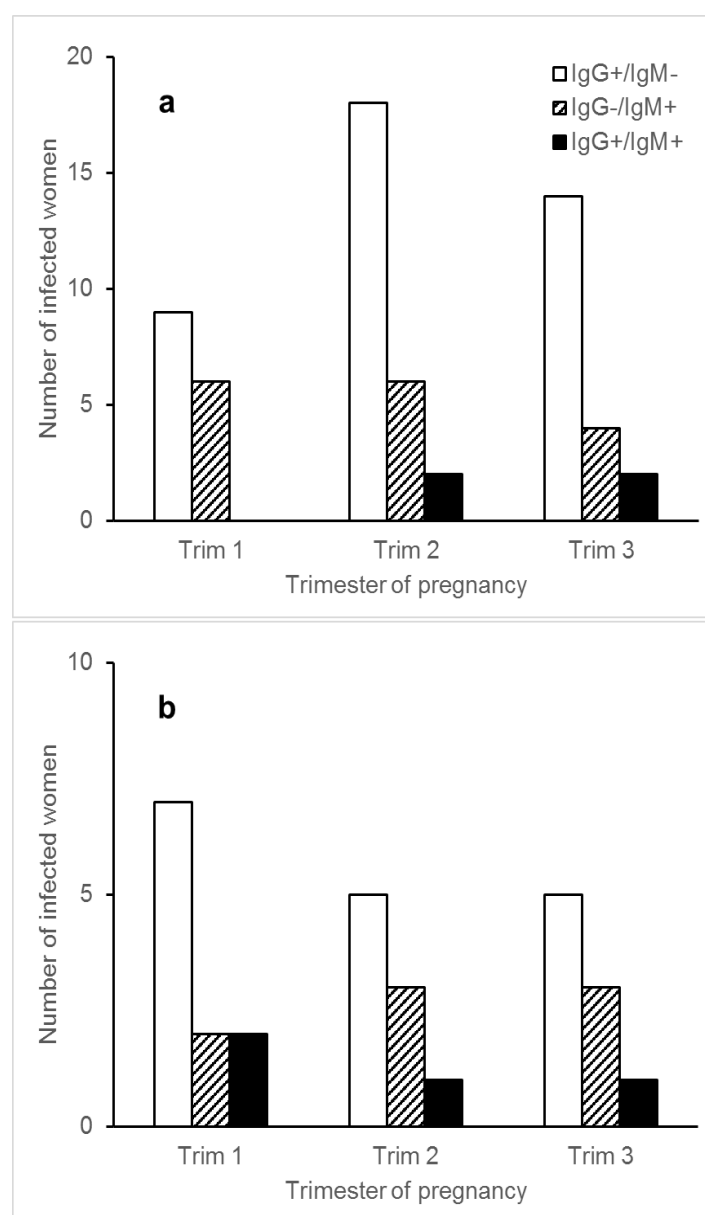 20
15
10
5
0
a
IgG+/IgM-
IgG-/IgM+
IgG+/IgM+
Number of infected women
Trim 1 Trim 2 Trim 3
Trimester of pregnancy
10
5
0
b
Number of infected women
Trim 1 Trim 2 Trim 3
Trimester of pregnancy